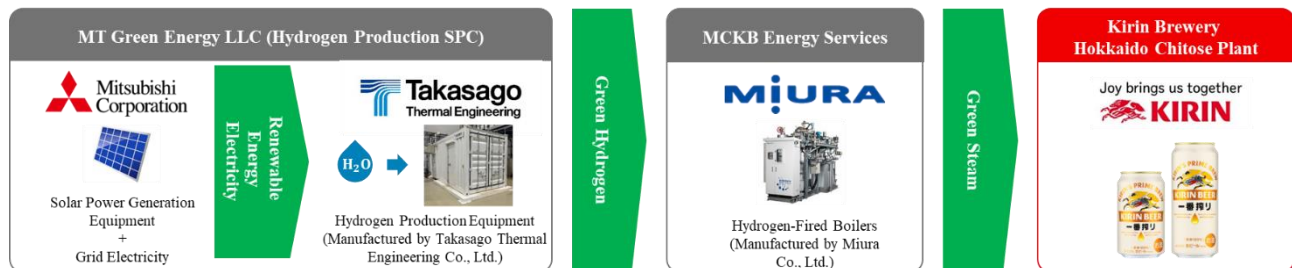 MT Green Energy LLC (Hydrogen Production SPC)
Mitsubishi
Corporation
Solar Power Generation
Equipment
+
Grid Electricity
Renewable
Energy
Electricity
Takasago
Thermal Engineering
H₂O
Hydrogen Production Equipment
(Manufactured by Takasago Thermal
Engineering Co., Ltd.)
Green Hydrogen
MCKB Energy Services
MIURA
Hydrogen-Fired Boilers
(Manufactured by Miura
Co., Ltd.)
Green Steam
Kirin Brewery
Hokkaido Chitose Plant
Joy brings us together
KIRIN
KIRIN BEER
一番搾り
KIRIN BEER
一番搾り